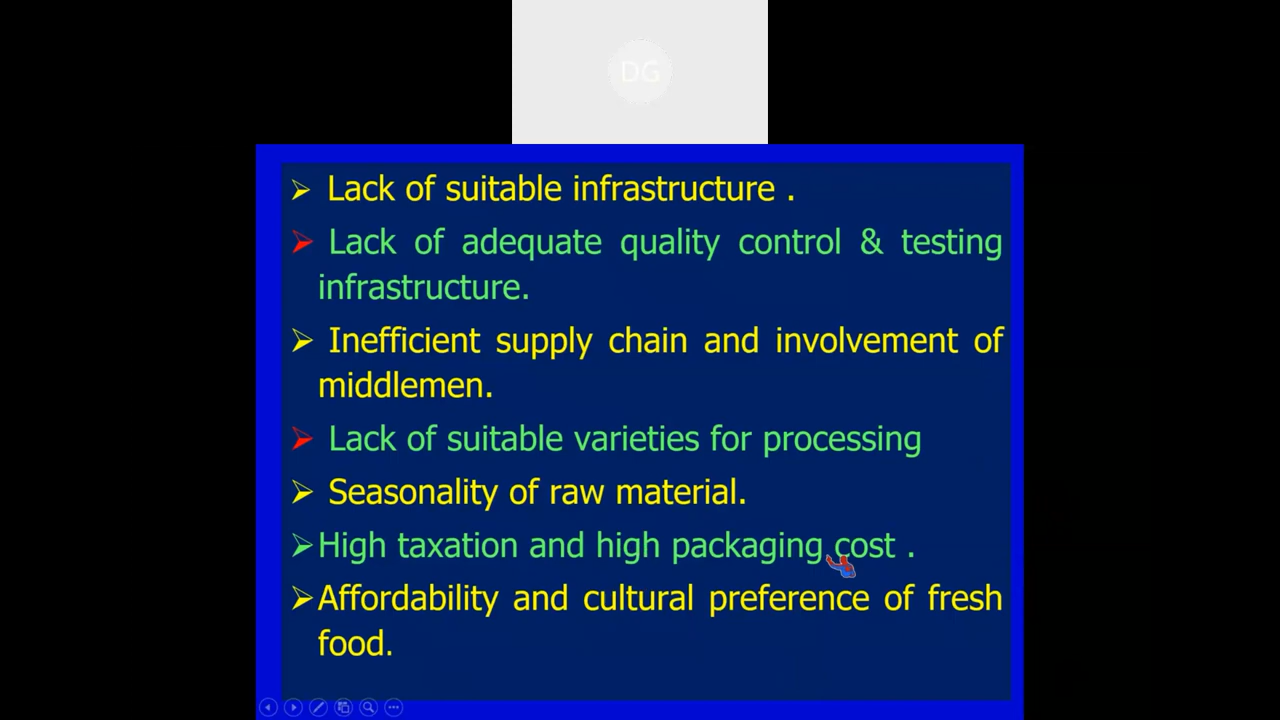 DG
➢ Lack of suitable infrastructure .
➢ Lack of adequate quality control & testing
infrastructure.
➢ Inefficient supply chain and involvement of
middlemen.
➢ Lack of suitable varieties for processing
➢ Seasonality of raw material.
➢High taxation and high packaging cost .
➢Affordability and cultural preference of fresh
food.